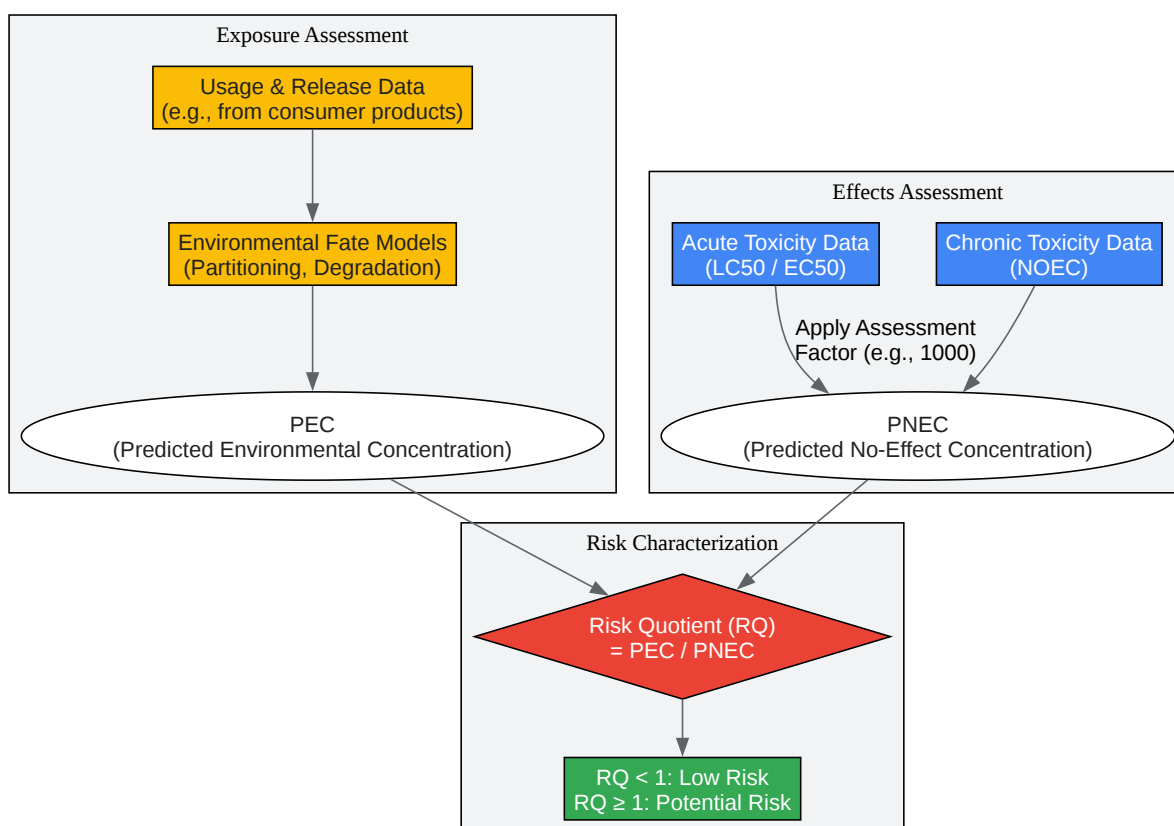 Exposure Assessment
Usage & Release Data
(e.g., from consumer products)
Environmental Fate Models
(Partitioning, Degradation)
PEC
(Predicted Environmental Concentration)
Effects Assessment
Acute Toxicity Data
(LC50 / EC50)
Chronic Toxicity Data
(NOEC)
Apply Assessment
Factor (e.g., 1000)
PNEC
(Predicted No-Effect Concentration)
Risk Characterization
Risk Quotient (RQ)
= PEC / PNEC
RQ < 1: Low Risk
RQ ≥ 1: Potential Risk